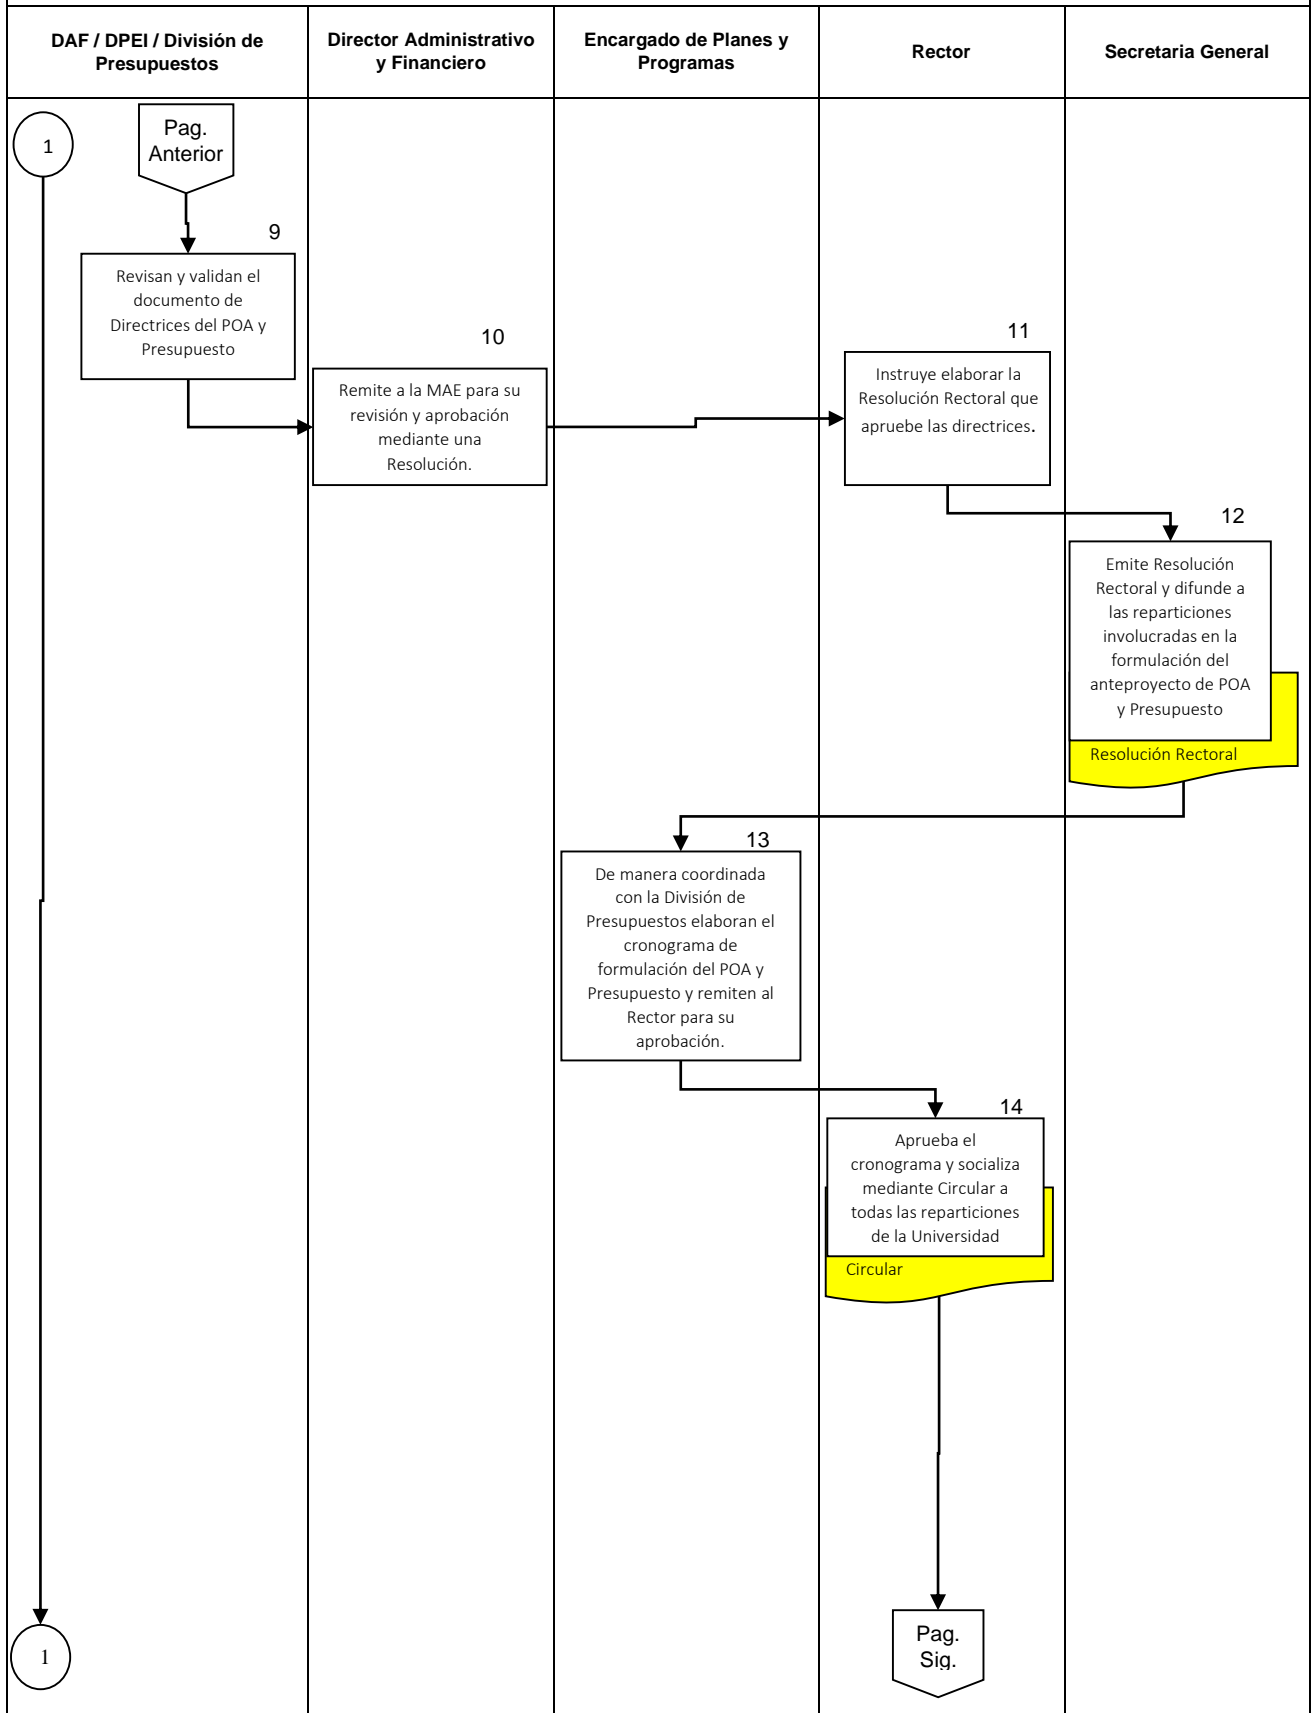 DAF / DPEI / División de
Presupuestos
Director Administrativo
y Financiero
Encargado de Planes y
Programas
Rector
Secretaria General
1
Pag.
Anterior
9
Revisan y validan el
documento de
Directrices del POA y
Presupuesto
10
Remite a la MAE para su
revisión y aprobación
mediante una
Resolución.
11
Instruye elaborar la
Resolución Rectoral que
apruebe las directrices.
12
Emite Resolución
Rectoral y difunde a
las reparticiones
involucradas en la
formulación del
anteproyecto de POA
y Presupuesto
Resolución Rectoral
13
De manera coordinada
con la División de
Presupuestos elaboran el
cronograma de
formulación del POA y
Presupuesto y remiten al
Rector para su
aprobación.
14
Aprueba el
cronograma y socializa
mediante Circular a
todas las reparticiones
de la Universidad
Circular
1
Pag.
Sig.